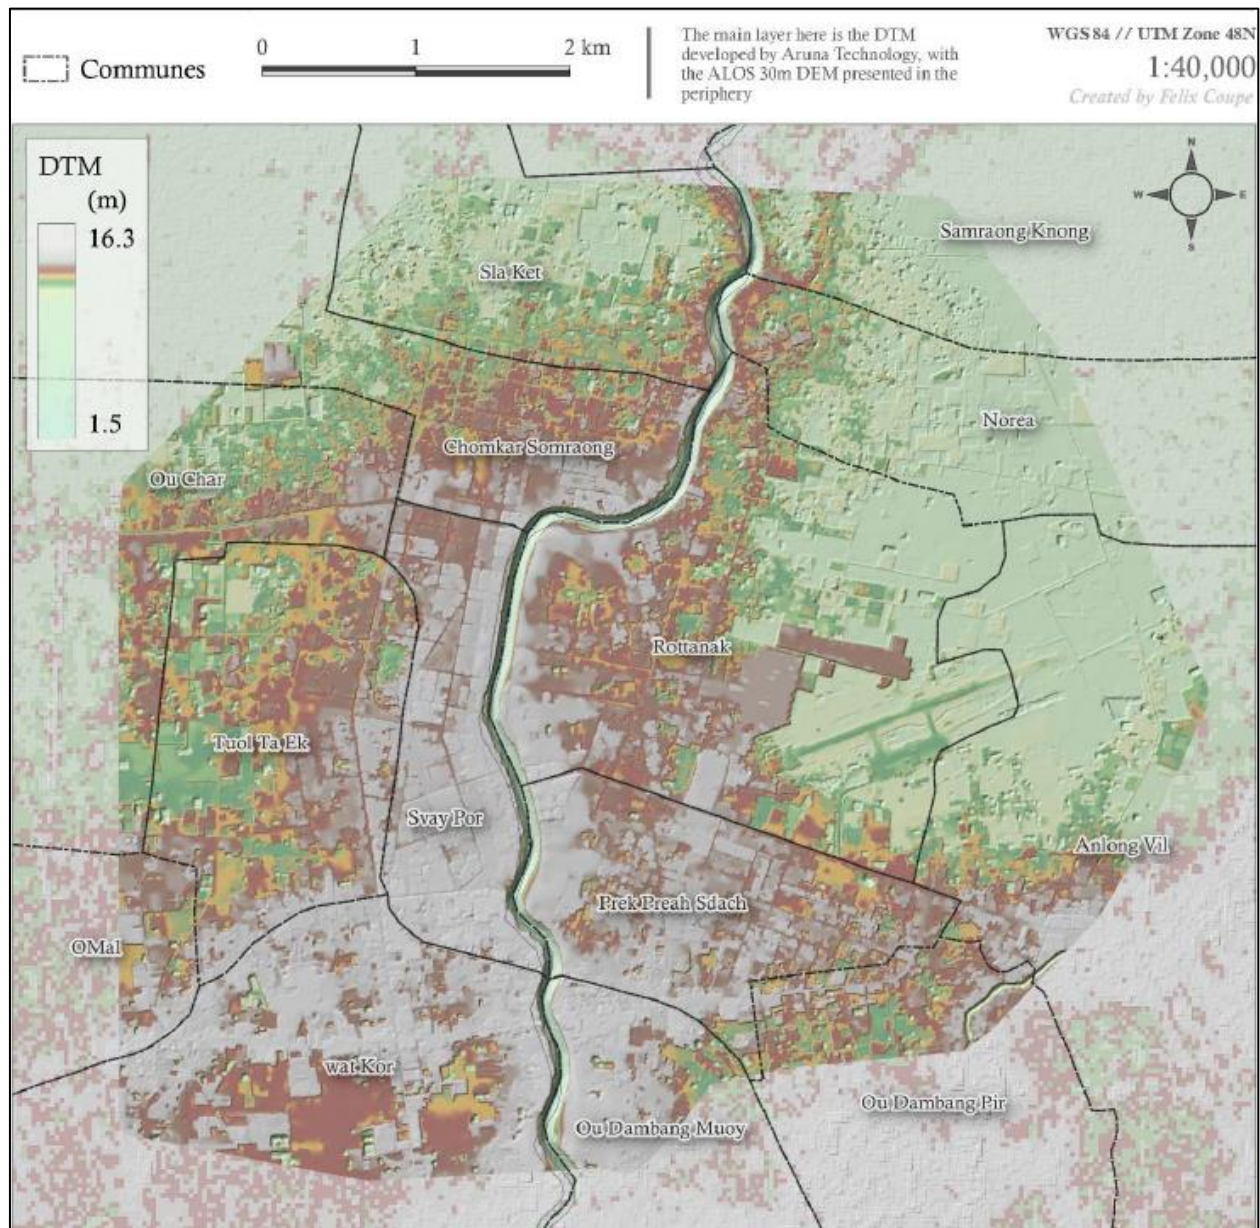 Communes
0 1 2 km
The main layer here is the DTM
developed by Aruna Technology, with
the ALOS 30m DEM presented in the
periphery
WGS 84 // UTM Zone 48N
1:40,000
Created by Felix Coupe
DTM
(m)
16.3
1.5
N
W E
S
Samraong Knong
Sla Ket
Norea
Chomkar Somraong
Ou Char
Rottanak
Tuol Ta Ek
Svay Por
Anlong Vil
Prek Preah Sdach
OMal
wat Kor
Ou Dambang Pir
Ou Dambang Muoy